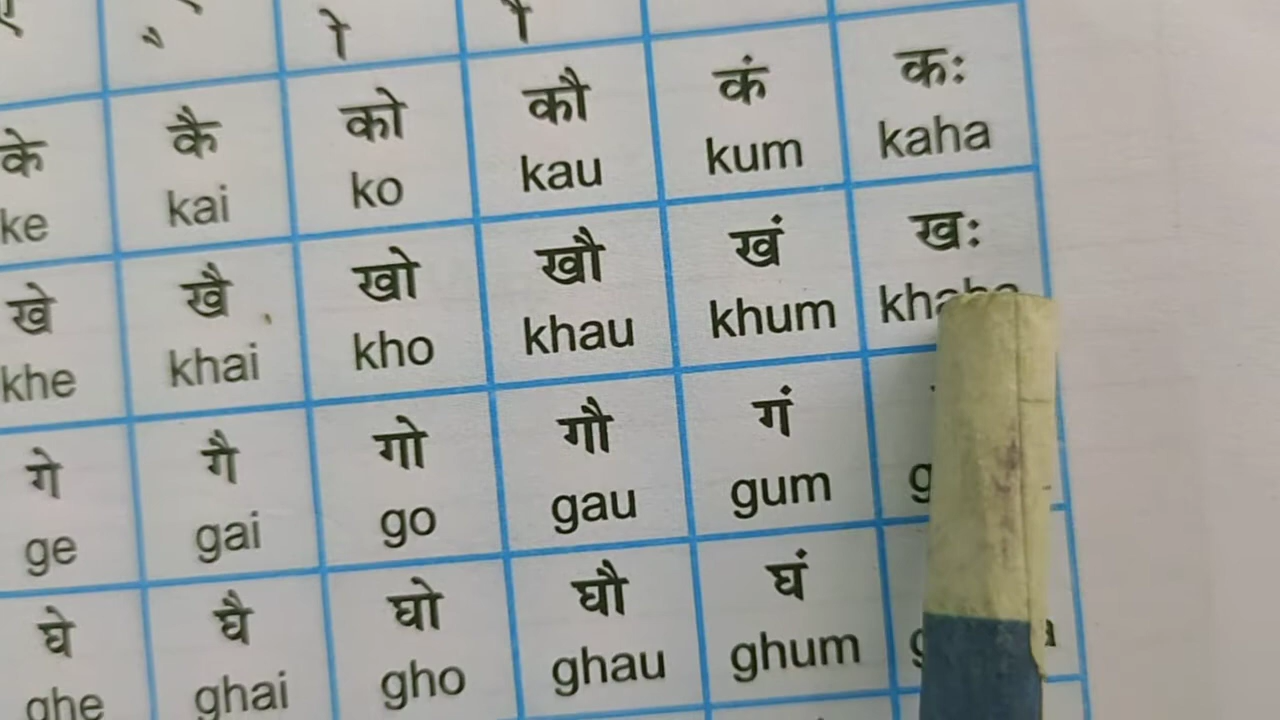 के कै को कौ कं कः
ke kai ko kau kum kaha
खे खै खो खौ खं खः
khe khai kho khau khum
गे गै गो गौ गं
ge gai go gau gum
घे घै घो घौ घं
ghe ghai gho ghau ghum